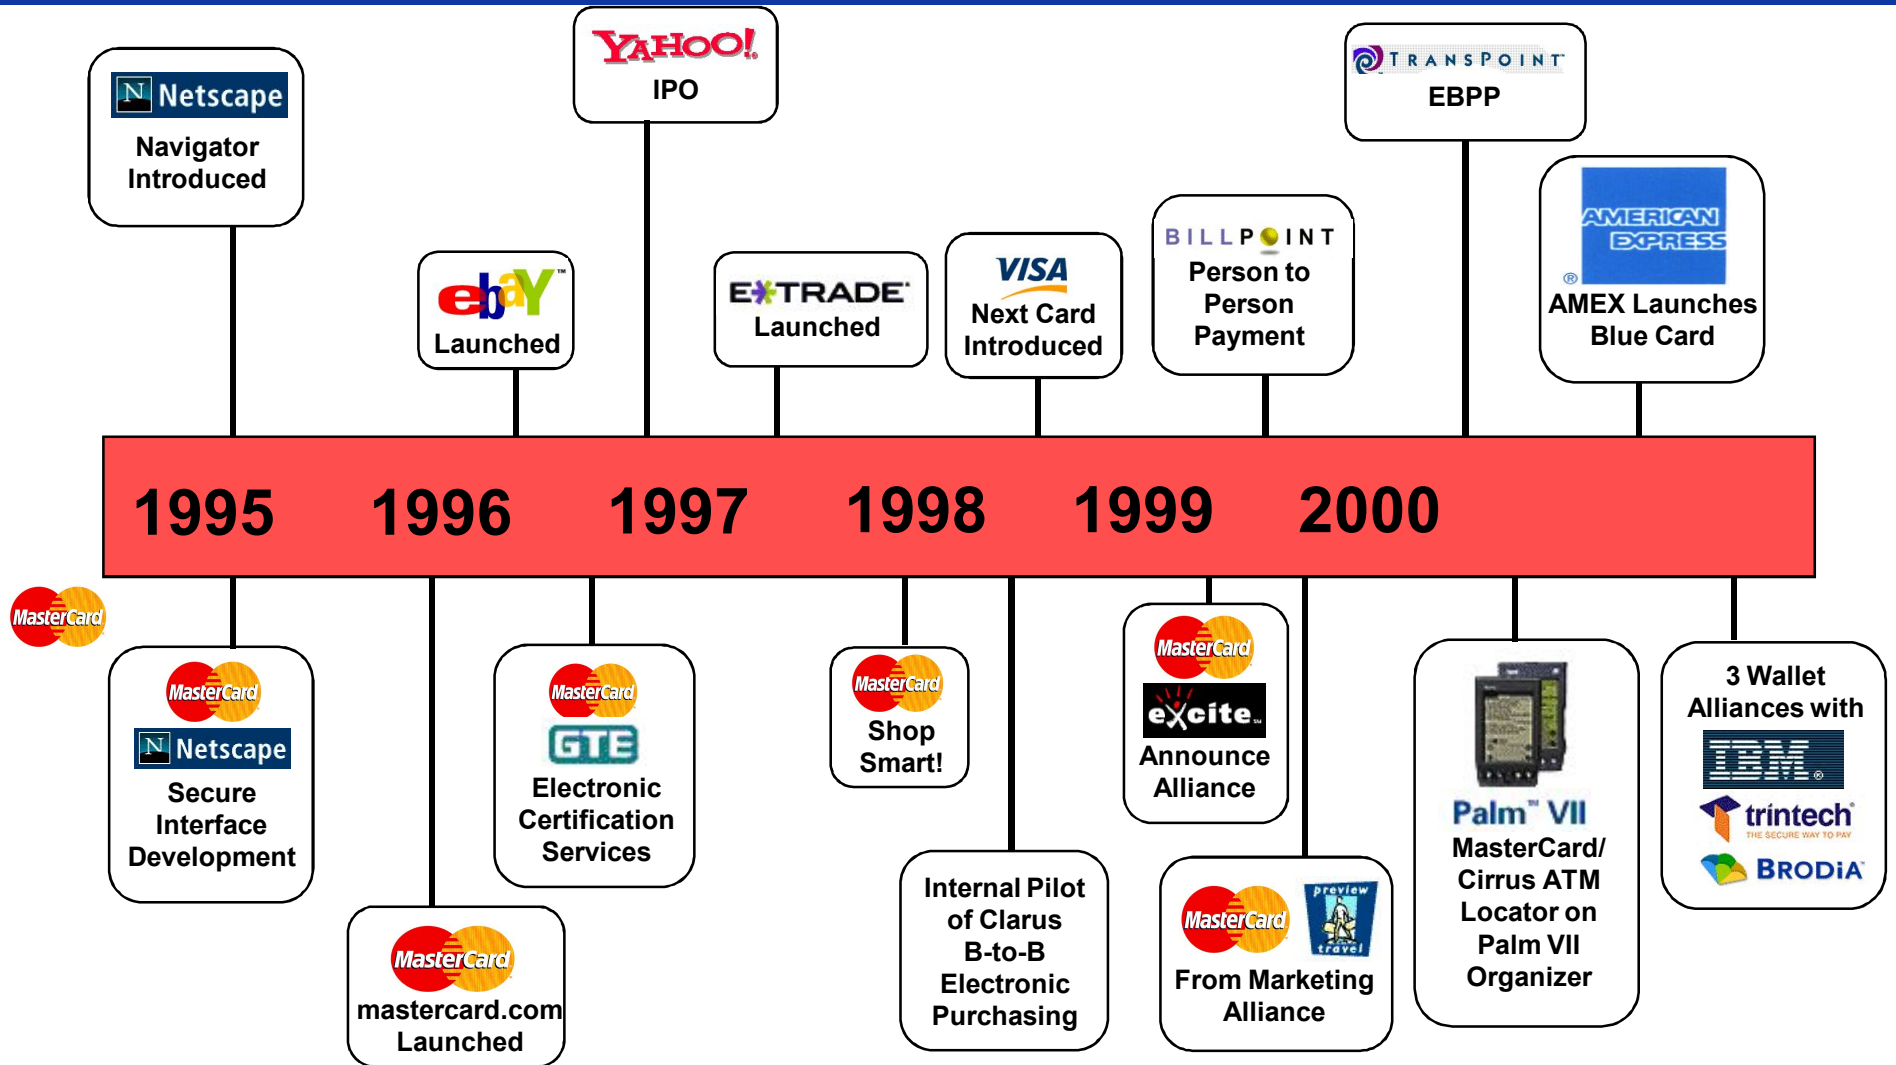 YAHOO!
IPO
TRANSPOINT
EBPP
N Netscape
Navigator
Introduced
ebaY™
Launched
E*TRADE®
Launched
VISA
Next Card
Introduced
BILLPOINT
Person to
Person
Payment
AMERICAN
EXPRESS
®
AMEX Launches
Blue Card
1995 1996 1997 1998 1999 2000
MasterCard
MasterCard
N Netscape
Secure
Interface
Development
MasterCard
mastercard.com
Launched
MasterCard
GTE
Electronic
Certification
Services
MasterCard
Shop
Smart!
Internal Pilot
of Clarus
B-to-B
Electronic
Purchasing
MasterCard
excite
Announce
Alliance
MasterCard
preview
travel
From Marketing
Alliance
Palm™ VII
MasterCard/
Cirrus ATM
Locator on
Palm VII
Organizer
3 Wallet
Alliances with
IBM®
trintech
THE SECURE WAY TO PAY
BRODiA